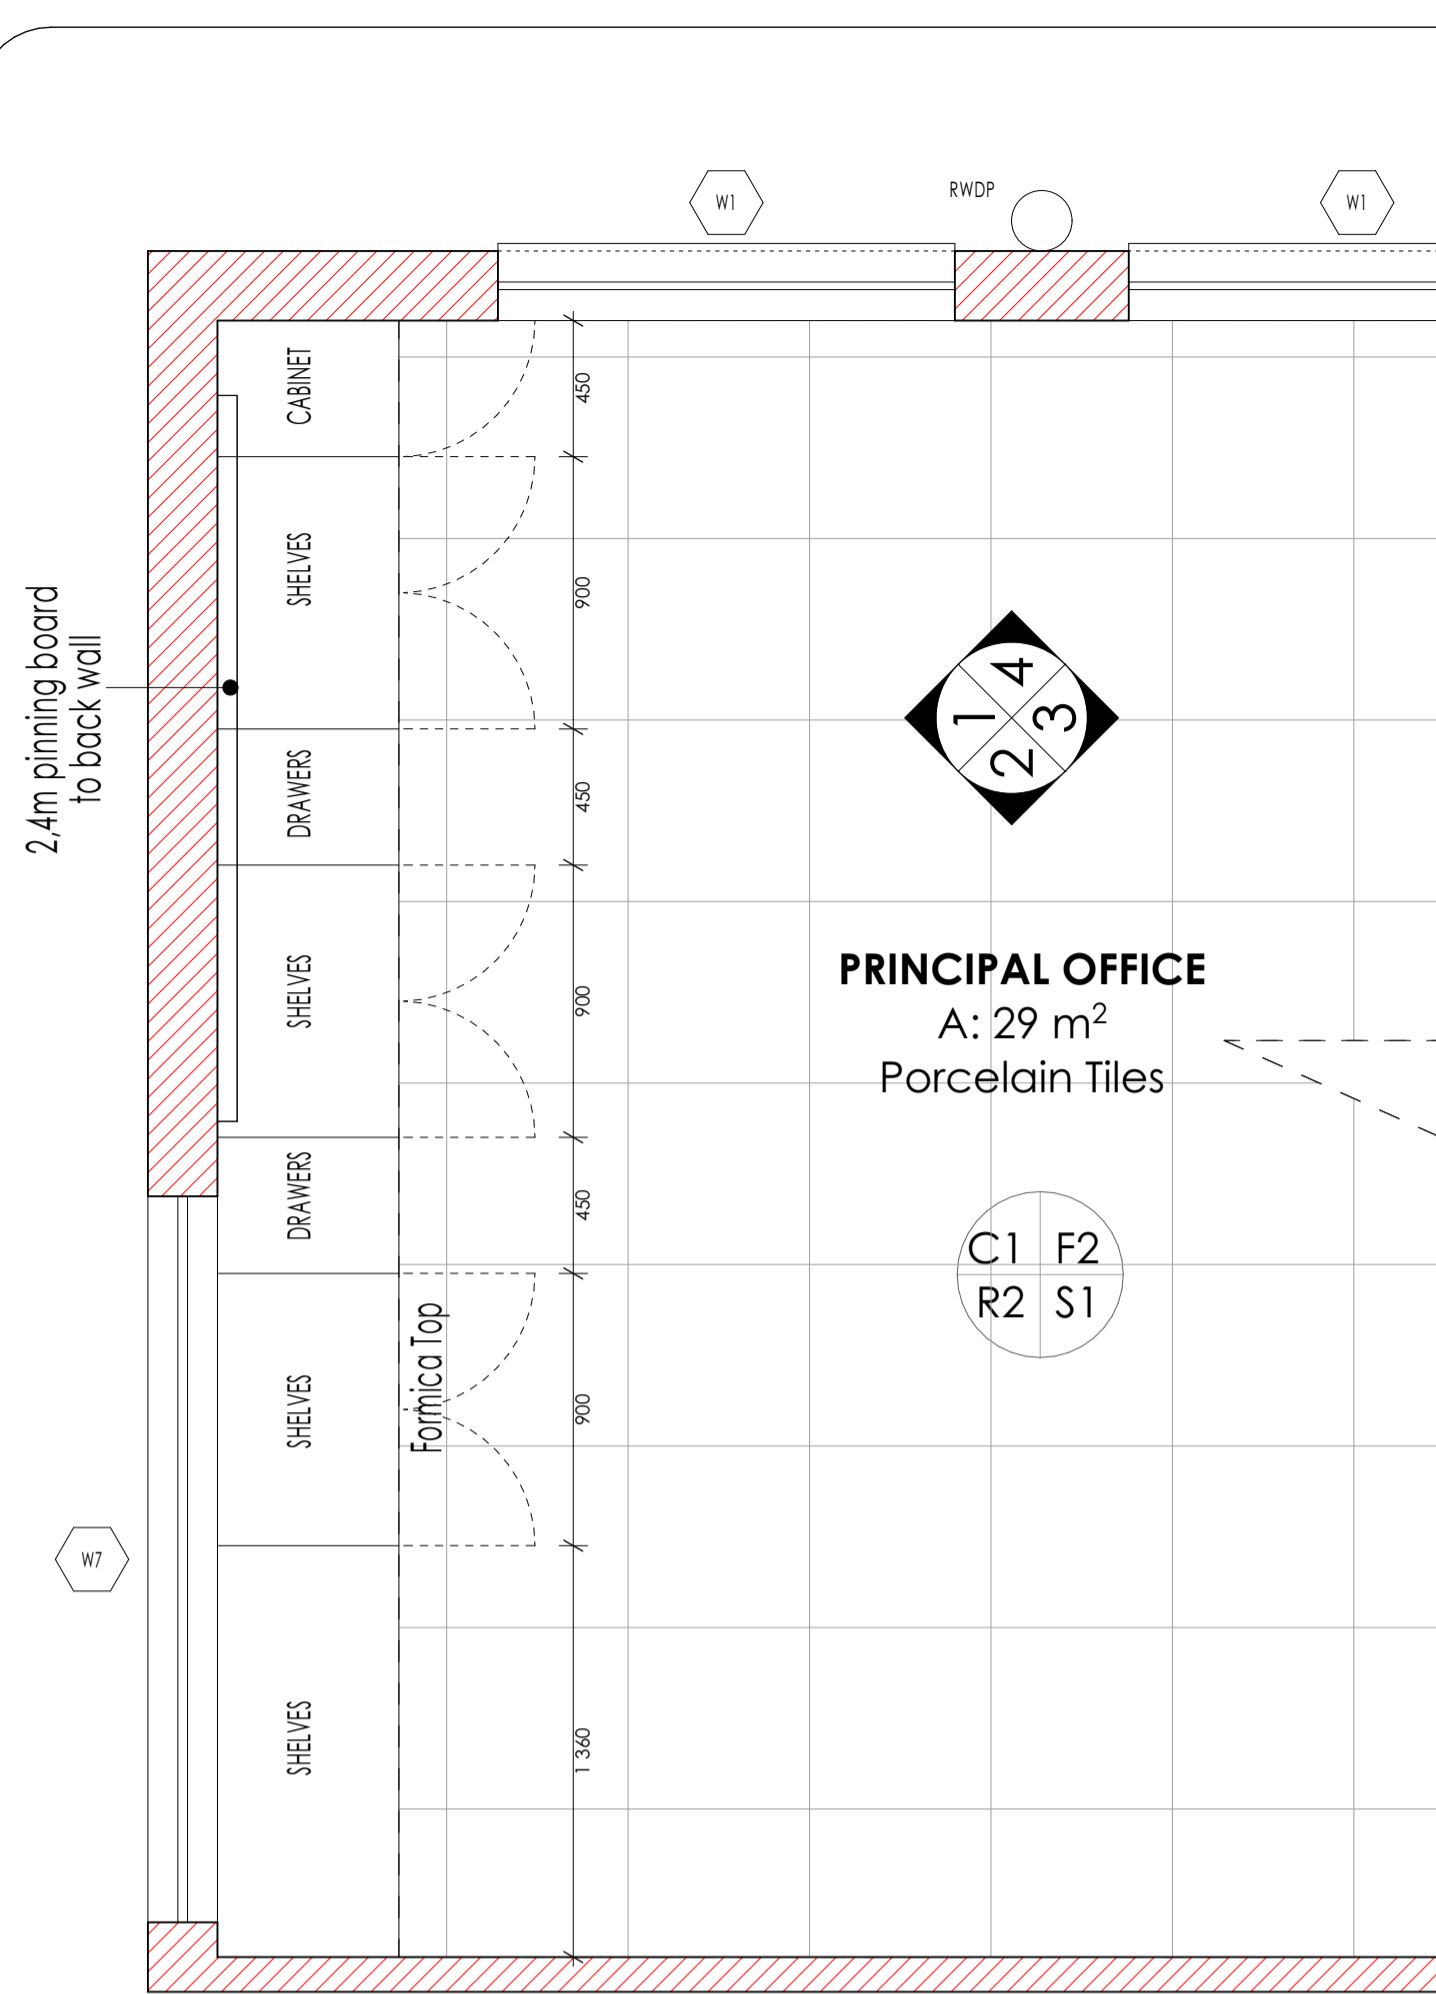 W1
RWDP
W1
CABINET
450
SHELVES
900
2,4m pinning board
to back wall
DRAWERS
450
1
4
2
3
SHELVES
900
PRINCIPAL OFFICE
A: 29 m²
Porcelain Tiles
DRAWERS
450
C1 F2
R2 S1
SHELVES
Formica Top
900
W7
SHELVES
1 360